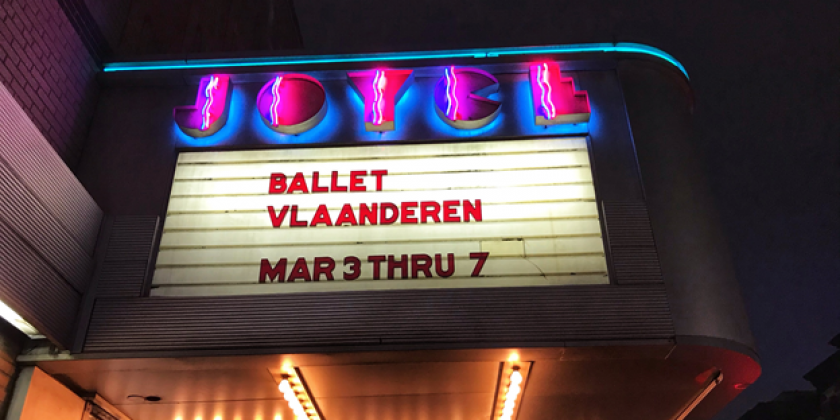 JOYCE
BALLET
VLAANDEREN
MAR 3 THRU 7